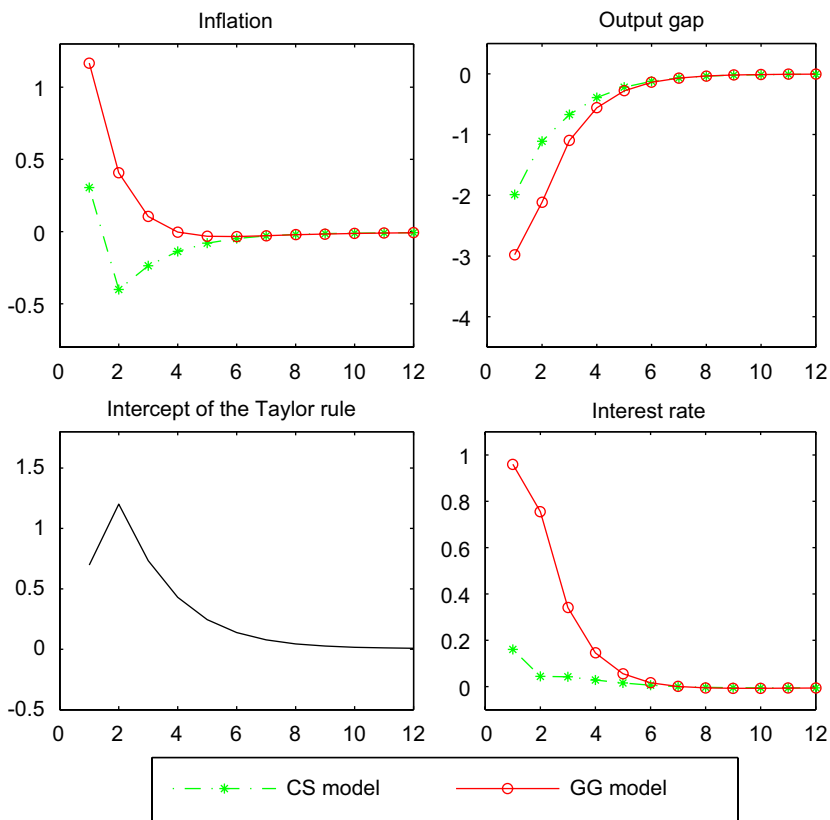 Inflation
Output gap
1
0.5
0
-0.5
0 2 4 6 8 10 12
0
-1
-2
-3
-4
0 2 4 6 8 10 12
Intercept of the Taylor rule
Interest rate
1.5
1
0.5
0
-0.5
0 2 4 6 8 10 12
1
0.8
0.6
0.4
0.2
0
0 2 4 6 8 10 12
CS model
GG model